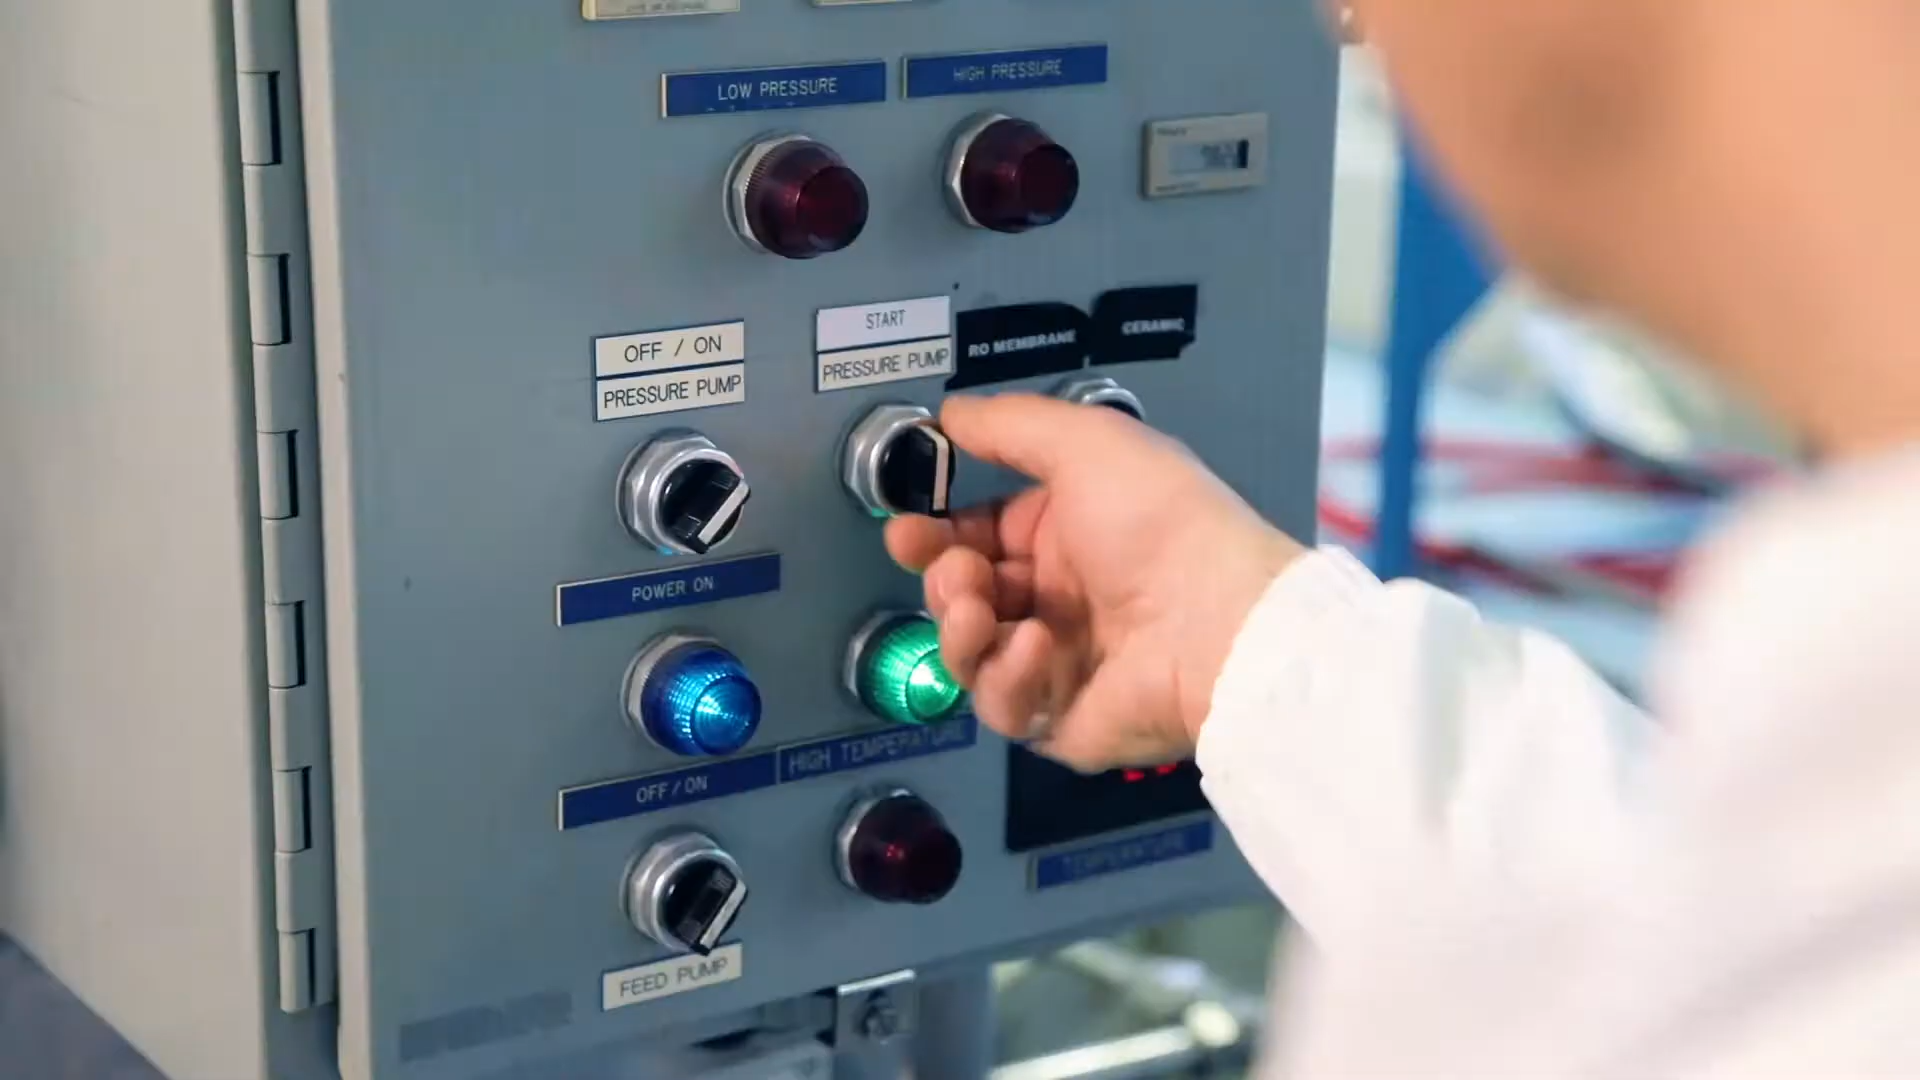 LOW PRESSURE
HIGH PRESSURE
OFF / ON
PRESSURE PUMP
START
PRESSURE PUMP
RO MEMBRANE
CERAMIC
POWER ON
HIGH TEMPERATURE
OFF / ON
TEMPERATURE
FEED PUMP